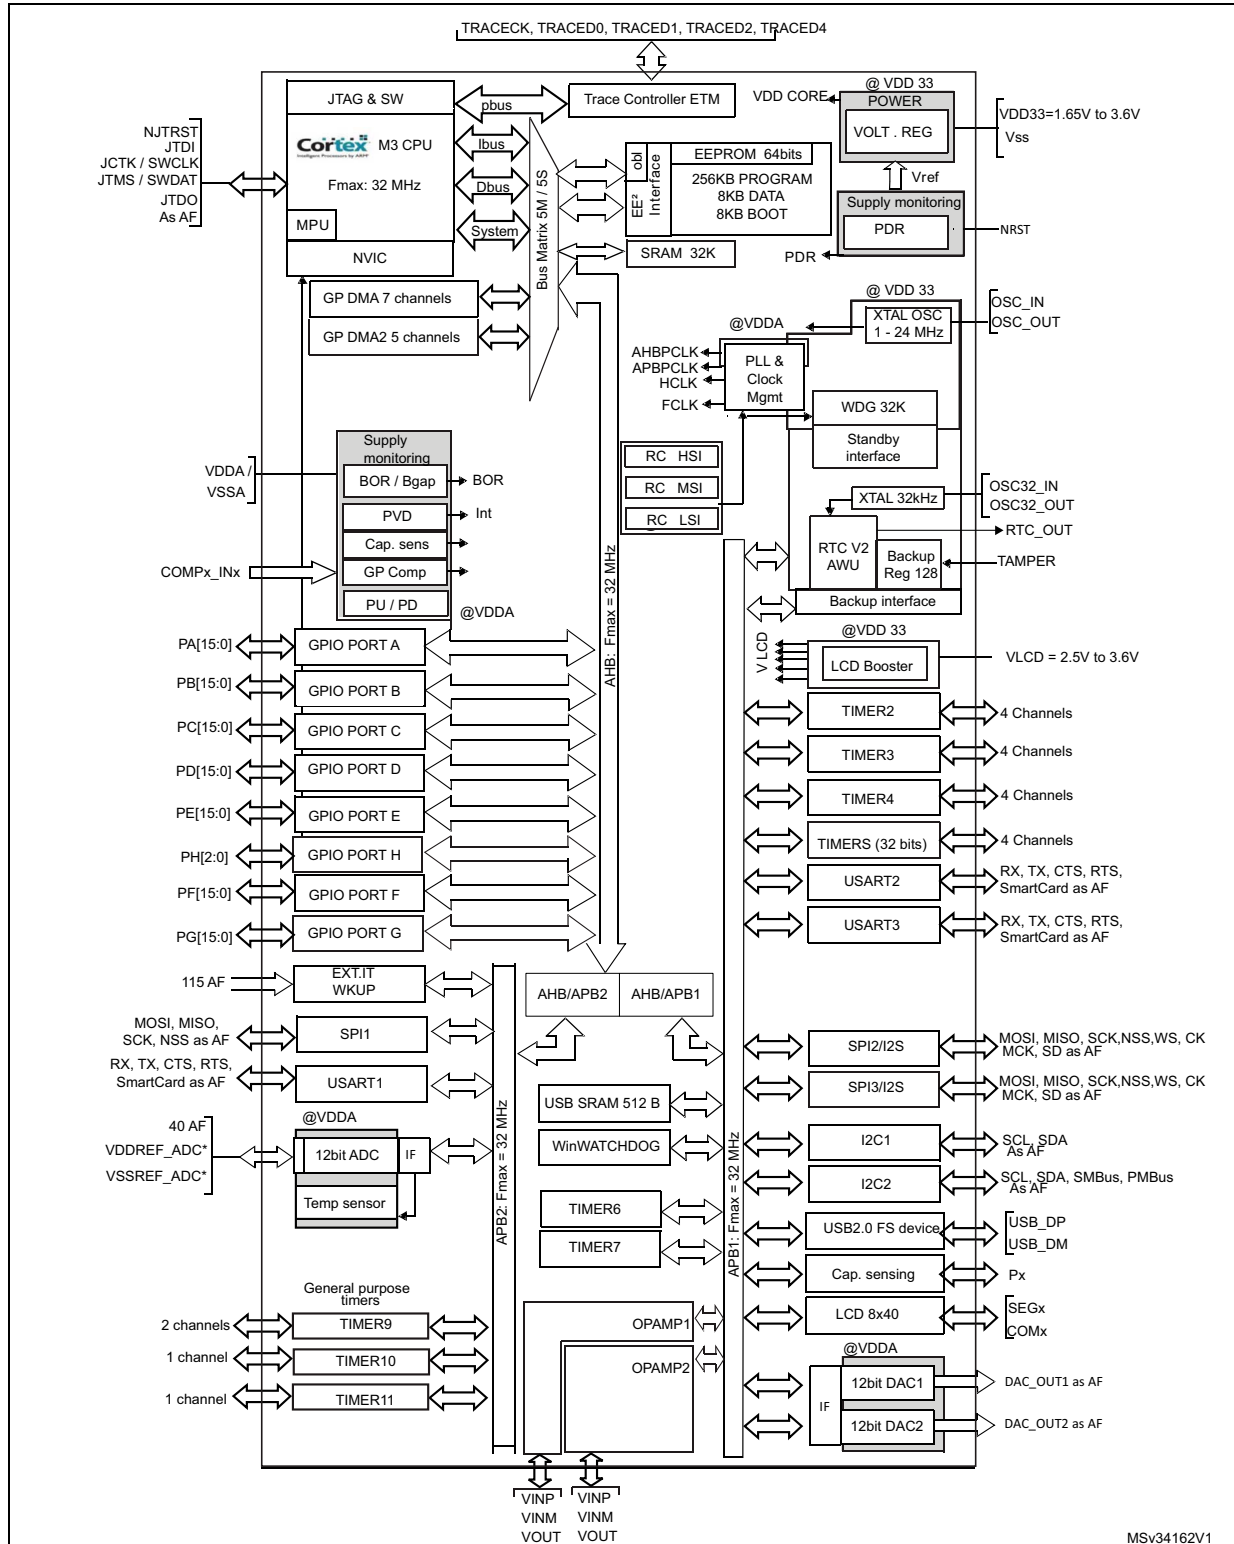 TRACECK, TRACED0, TRACED1, TRACED2, TRACED4
JTAG & SW
pbus
Trace Controller ETM
VDD CORE
@ VDD 33
POWER
VOLT . REG
VDD33=1.65V to 3.6V
Vss
NJTRST
JTDI
JCTK / SWCLK
JTMS / SWDAT
JTDO
As AF
Cortex
Intelligent Processors by ARM
M3 CPU
Fmax: 32 MHz
MPU
NVIC
Ibus
Dbus
System
Bus Matrix 5M / 5S
obl
EE²
Interface
EEPROM 64bits
256KB PROGRAM
8KB DATA
8KB BOOT
SRAM 32K
Vref
Supply monitoring
PDR
NRST
PDR
GP DMA 7 channels
GP DMA2 5 channels
@ VDD 33
OSC_IN
OSC_OUT
XTAL OSC
1 - 24 MHz
@VDDA
AHBPCLK
APBPCLK
HCLK
FCLK
PLL &
Clock
Mgmt
WDG 32K
Standby
interface
RC HSI
RC MSI
RC LSI
Supply
monitoring
VDDA /
VSSA
BOR / Bgap
BOR
PVD
Int
Cap. sens
COMPx_INx
GP Comp
PU / PD
@VDDA
AHB: Fmax = 32 MHz
XTAL 32kHz
OSC32_IN
OSC32_OUT
RTC V2
AWU
RTC_OUT
Backup
Reg 128
TAMPER
Backup interface
@VDD 33
V LCD
LCD Booster
VLCD = 2.5V to 3.6V
PA[15:0]
GPIO PORT A
PB[15:0]
GPIO PORT B
PC[15:0]
GPIO PORT C
PD[15:0]
GPIO PORT D
PE[15:0]
GPIO PORT E
PH[2:0]
GPIO PORT H
PF[15:0]
GPIO PORT F
PG[15:0]
GPIO PORT G
TIMER2
4 Channels
TIMER3
4 Channels
TIMER4
4 Channels
TIMERS (32 bits)
4 Channels
USART2
RX, TX, CTS, RTS,
SmartCard as AF
USART3
RX, TX, CTS, RTS,
SmartCard as AF
115 AF
EXT.IT
WKUP
AHB/APB2
AHB/APB1
MOSI, MISO,
SCK, NSS as AF
SPI1
RX, TX, CTS, RTS,
SmartCard as AF
USART1
SPI2/I2S
MOSI, MISO, SCK,NSS,WS, CK
MCK, SD as AF
SPI3/I2S
MOSI, MISO, SCK,NSS,WS, CK
MCK, SD as AF
USB SRAM 512 B
WinWATCHDOG
@VDDA
40 AF
VDDREF_ADC*
VSSREF_ADC*
12bit ADC
IF
Temp sensor
APB2: Fmax = 32 MHz
APB1: Fmax = 32 MHz
I2C1
SCL, SDA
As AF
I2C2
SCL, SDA, SMBus, PMBus
As AF
TIMER6
TIMER7
USB2.0 FS device
USB_DP
USB_DM
Cap. sensing
Px
LCD 8x40
SEGx
COMx
General purpose
timers
2 channels
TIMER9
1 channel
TIMER10
1 channel
TIMER11
OPAMP1
OPAMP2
@VDDA
IF
12bit DAC1
DAC_OUT1 as AF
12bit DAC2
DAC_OUT2 as AF
VINP
VINM
VOUT
VINP
VINM
VOUT
MSv34162V1